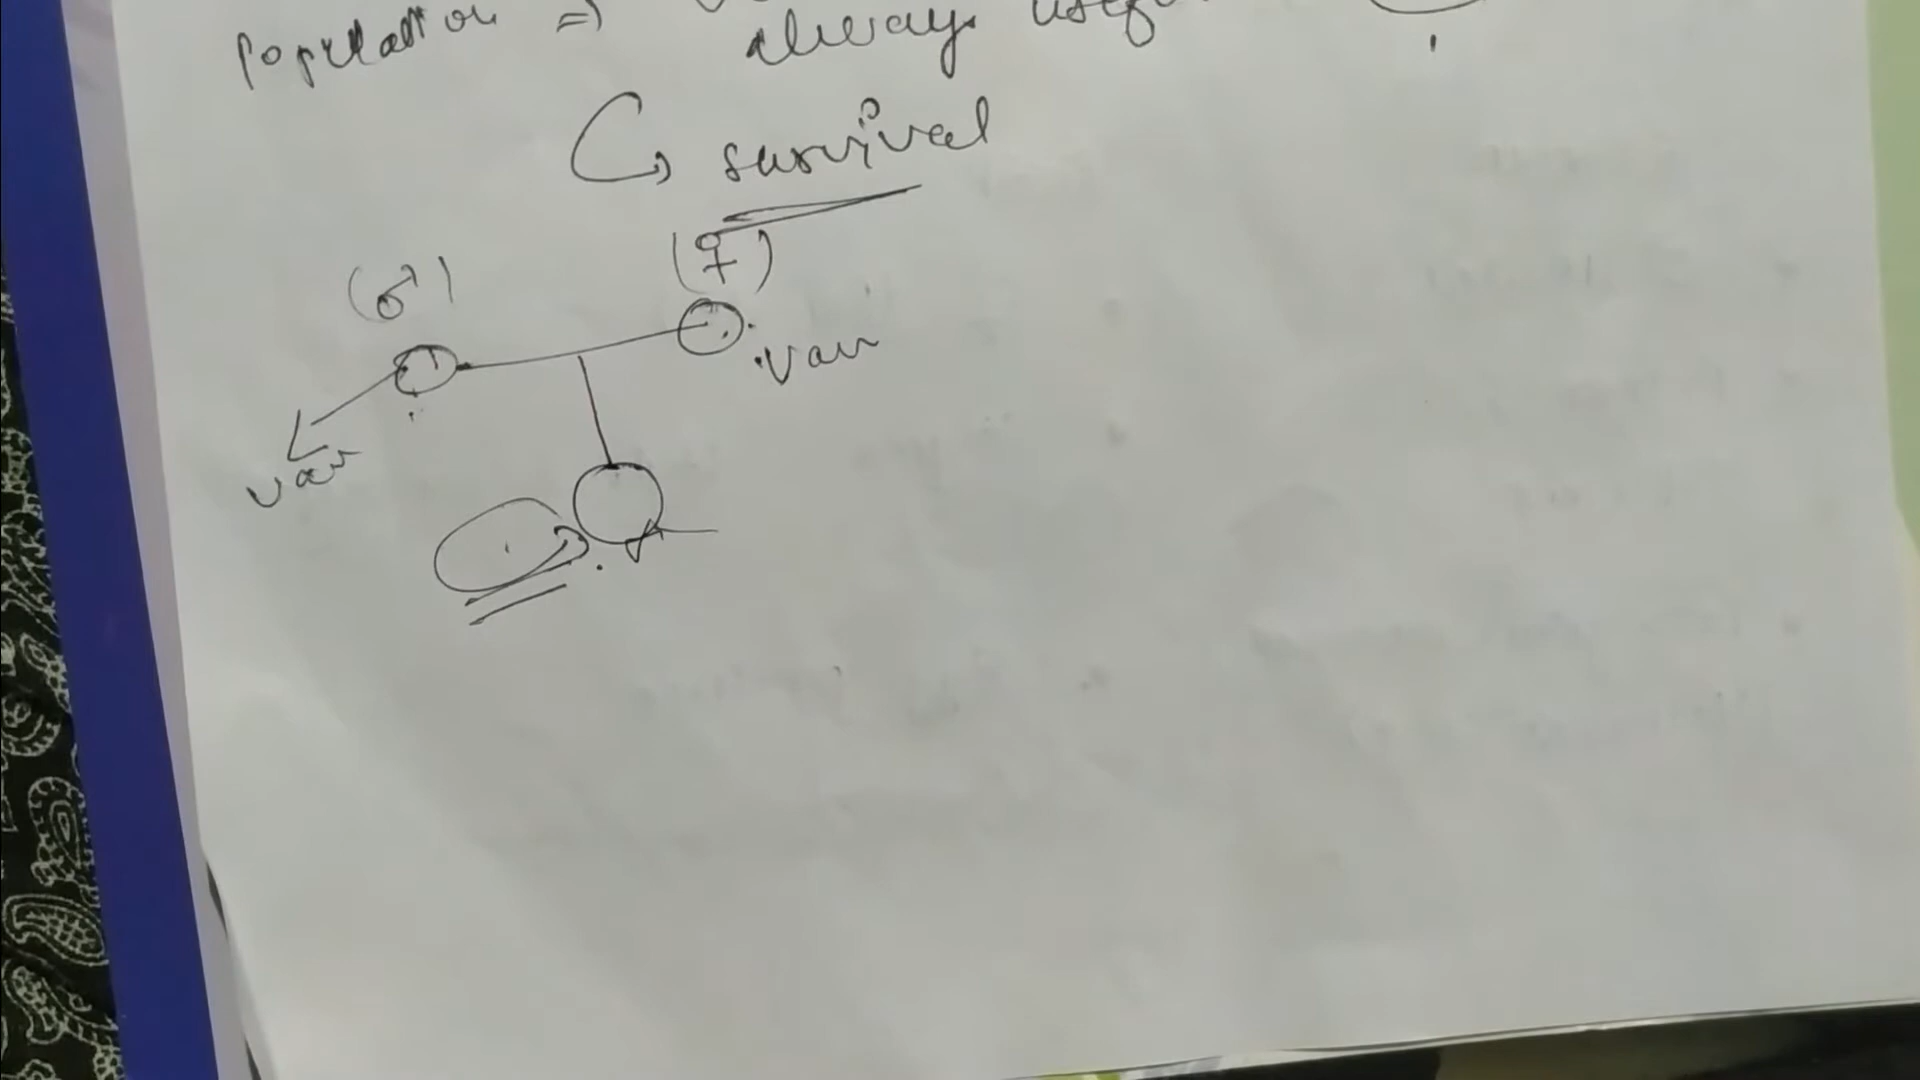 population ⇒
always
↳ survival
(♂) (♀)
var
var